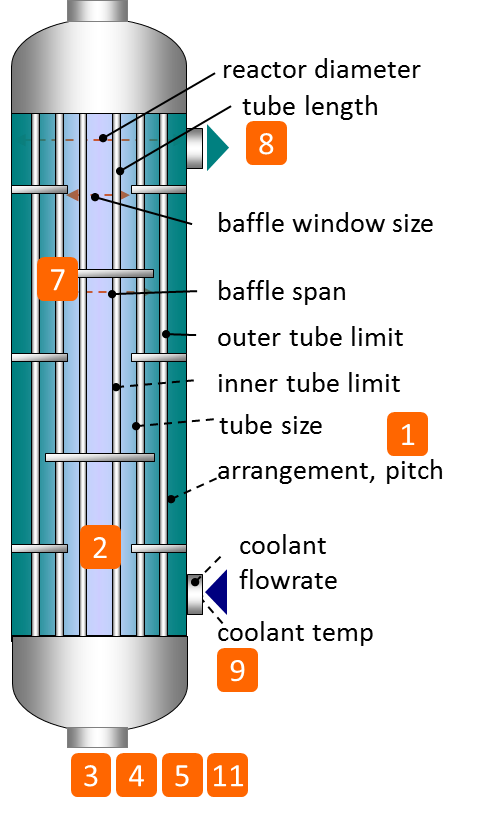 reactor diameter
tube length
8
baffle window size
7
baffle span
outer tube limit
inner tube limit
1
tube size
arrangement, pitch
2
coolant
flowrate
coolant temp
9
3 4 5 11